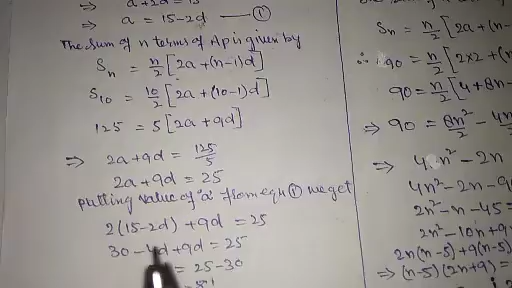 ⇒ a+2d = 15
⇒ a = 15-2d —— ①
The sum of n terms of AP is given by
Sn = n/2 [2a+(n-1)d]
S10 = 10/2 [2a+(10-1)d]
125 = 5[2a+9d]
⇒ 2a+9d = 125/5
2a+9d = 25
putting value of 'a' from eqn ① we get
2(15-2d) + 9d = 25
30-4d+9d = 25
= 25-30
Sn = n/2 [2a+(n-
∴ 90 = n/2 [2×2+(n-
90 = n/2 [4+8n-
⇒ 90 = 8n²/2 - 4n
⇒ 4n² - 2n
4n² - 2n - 9
2n² - n - 45 =
2n² - 10n + 9
2n(n-5)+9(n-5)
⇒ (n-5)(2n+9) =